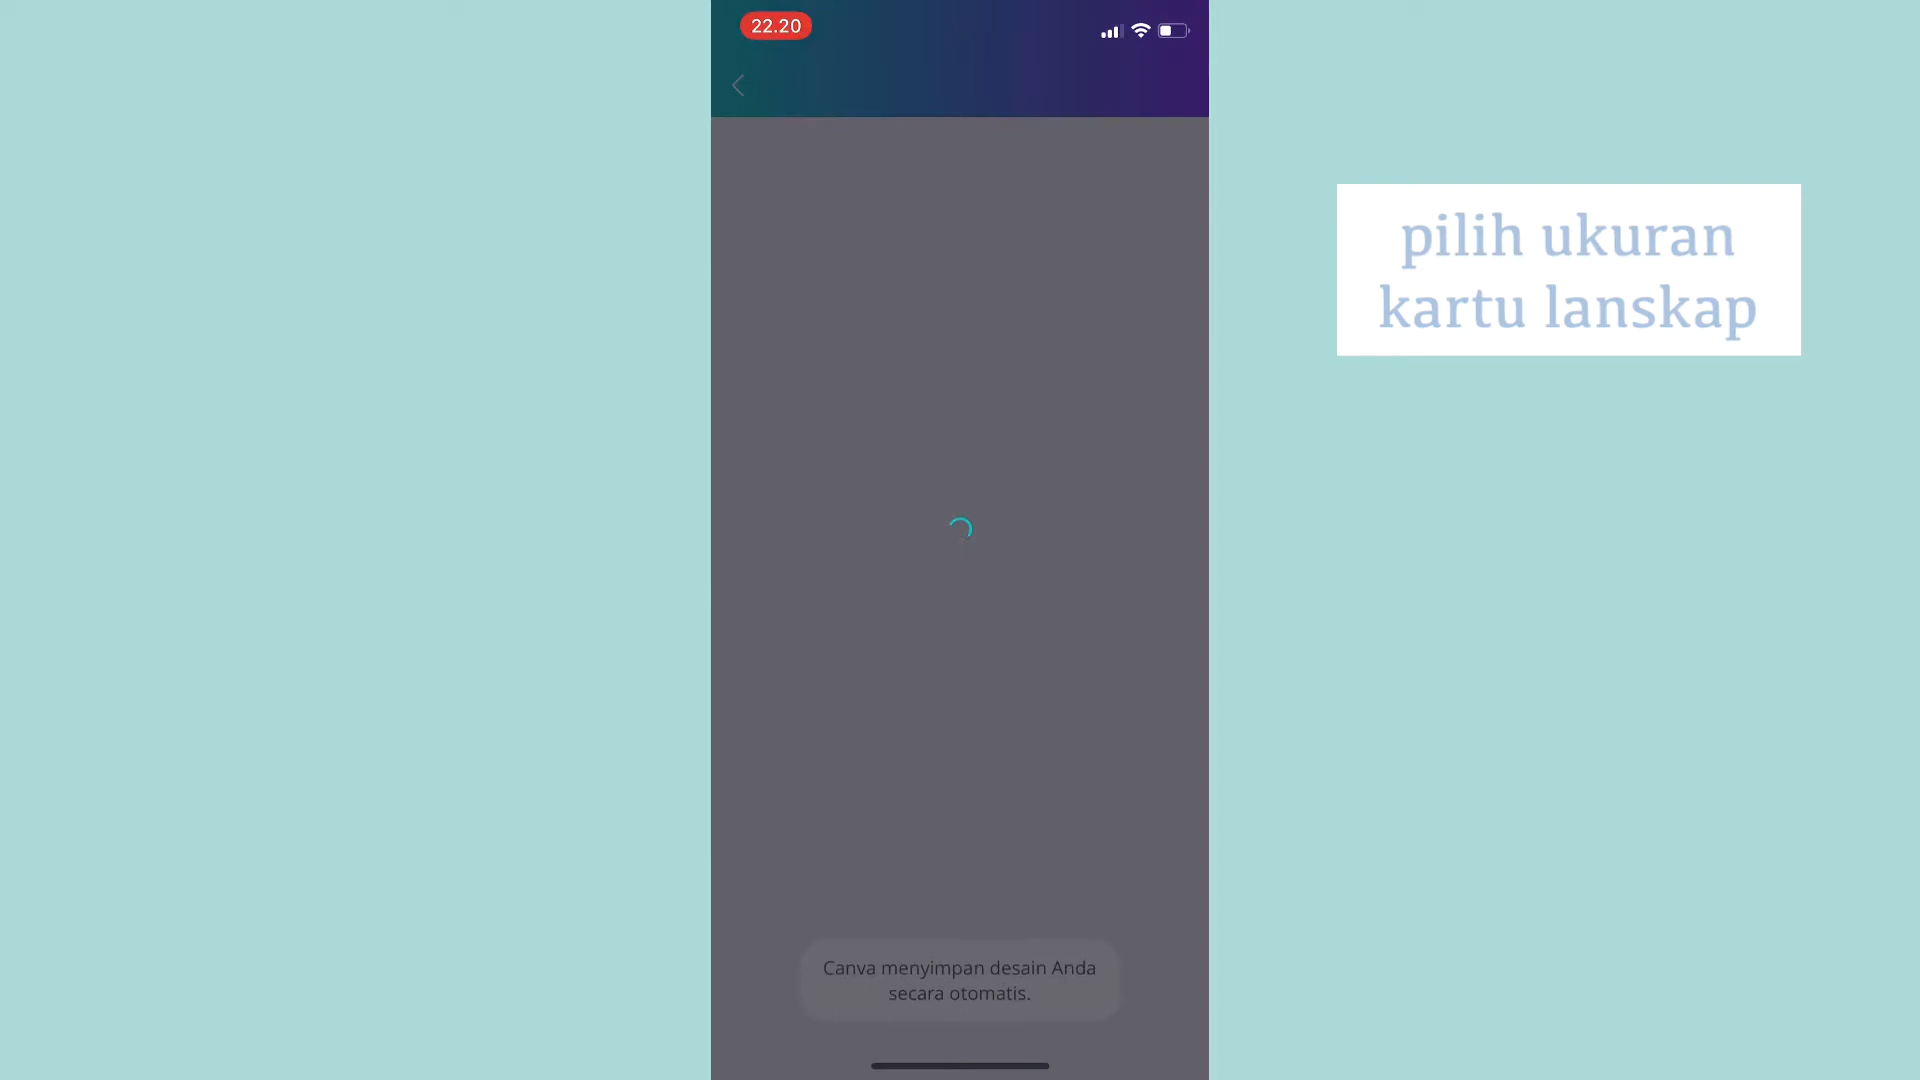 22.20
pilih ukuran
kartu lanskap
Canva menyimpan desain Anda
secara otomatis.